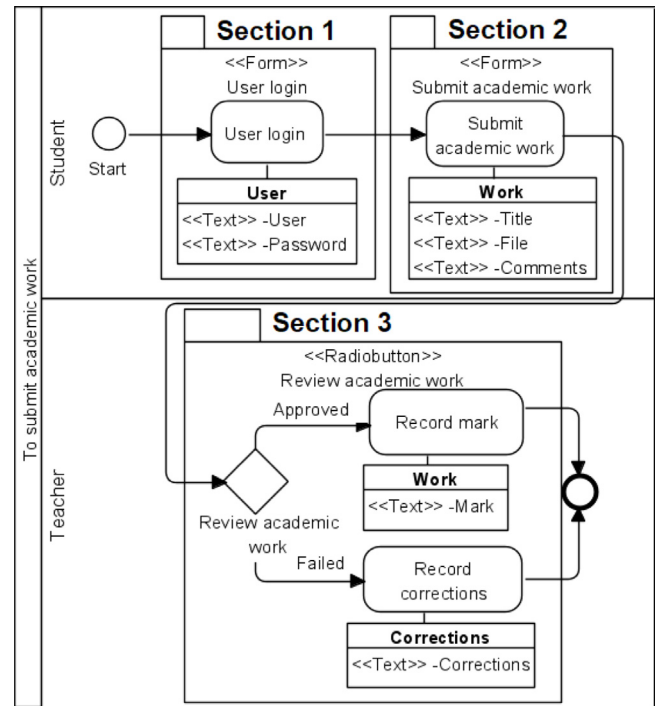 To submit academic work
Student
Section 1
<<Form>>
User login
User login
Start
User
<<Text>> -User
<<Text>> -Password
Section 2
<<Form>>
Submit academic work
Submit
academic work
Work
<<Text>> -Title
<<Text>> -File
<<Text>> -Comments
Teacher
Section 3
<<Radiobutton>>
Review academic work
Approved
Record mark
Work
<<Text>> -Mark
Review academic
work
Failed
Record
corrections
Corrections
<<Text>> -Corrections